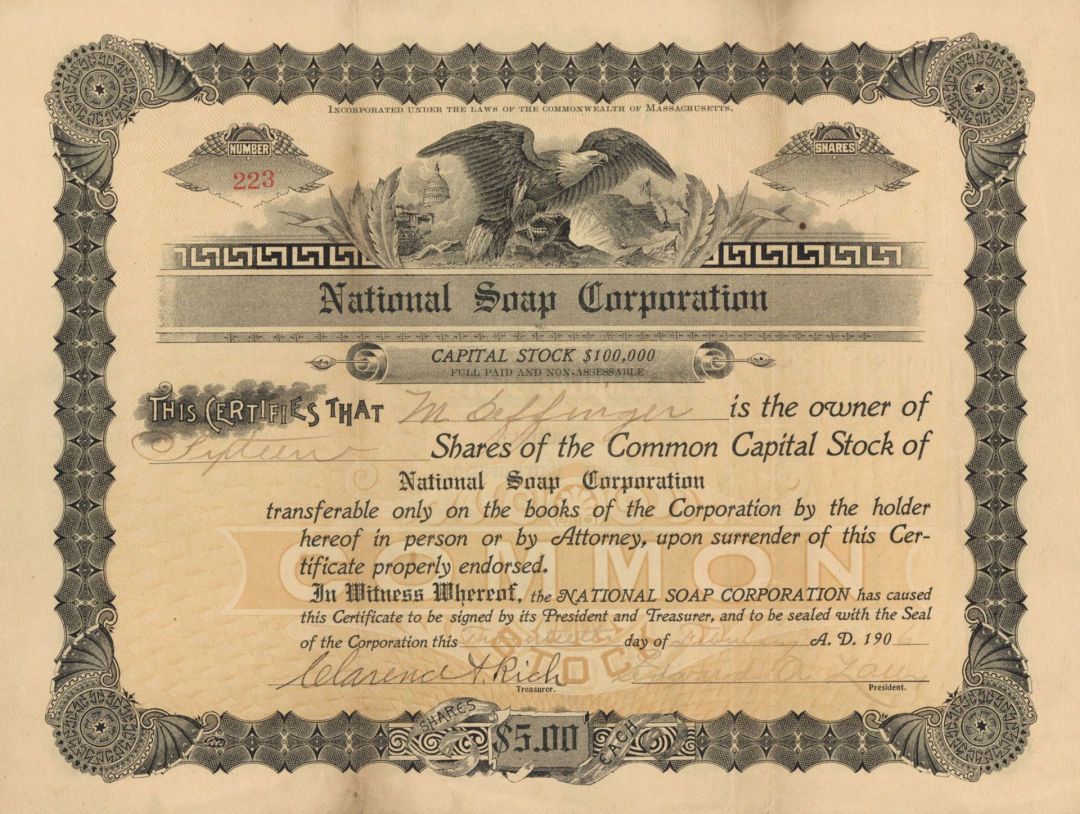 Incorporated under the laws of the Commonwealth of Massachusetts.
NUMBER
223
SHARES
National Soap Corporation
CAPITAL STOCK $100,000
FULL PAID AND NON-ASSESSABLE
THIS CERTIFIES THAT M. Deffinger is the owner of
Fifteen Shares of the Common Capital Stock of
National Soap Corporation
transferable only on the books of the Corporation by the holder
hereof in person or by Attorney, upon surrender of this Cer-
tificate properly endorsed.
COMMON
STOCK
In Witness Whereof, the NATIONAL SOAP CORPORATION has caused
this Certificate to be signed by its President and Treasurer, and to be sealed with the Seal
of the Corporation this day of A. D. 1906
Clarence A. Rich
Treasurer.
Edward A.
President.
SHARES $5.00 EACH